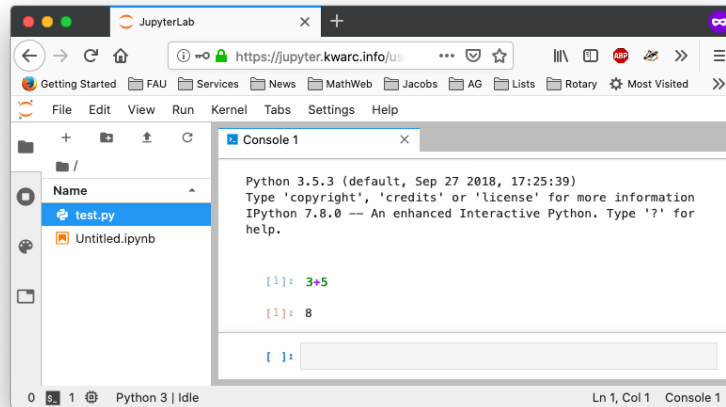 JupyterLab
https://jupyter.kwarc.info/us
Getting Started FAU Services News MathWeb Jacobs AG Lists Rotary Most Visited
File Edit View Run Kernel Tabs Settings Help
Console 1
/
Name
test.py
Untitled.ipynb
Python 3.5.3 (default, Sep 27 2018, 17:25:39)
Type 'copyright', 'credits' or 'license' for more information
IPython 7.8.0 -- An enhanced Interactive Python. Type '?' for
help.
[1]: 3+5
[1]: 8
[ ]:
0 $_ 1 Python 3 | Idle Ln 1, Col 1 Console 1